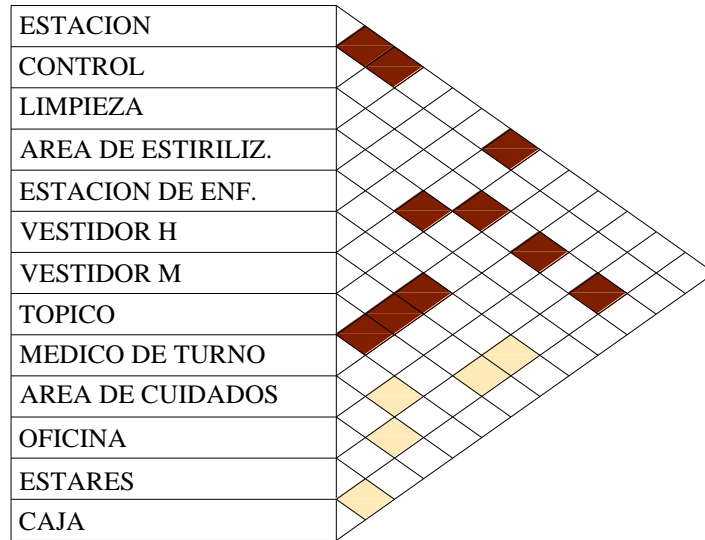 ESTACION
CONTROL
LIMPIEZA
AREA DE ESTIRILIZ.
ESTACION DE ENF.
VESTIDOR H
VESTIDOR M
TOPICO
MEDICO DE TURNO
AREA DE CUIDADOS
OFICINA
ESTARES
CAJA